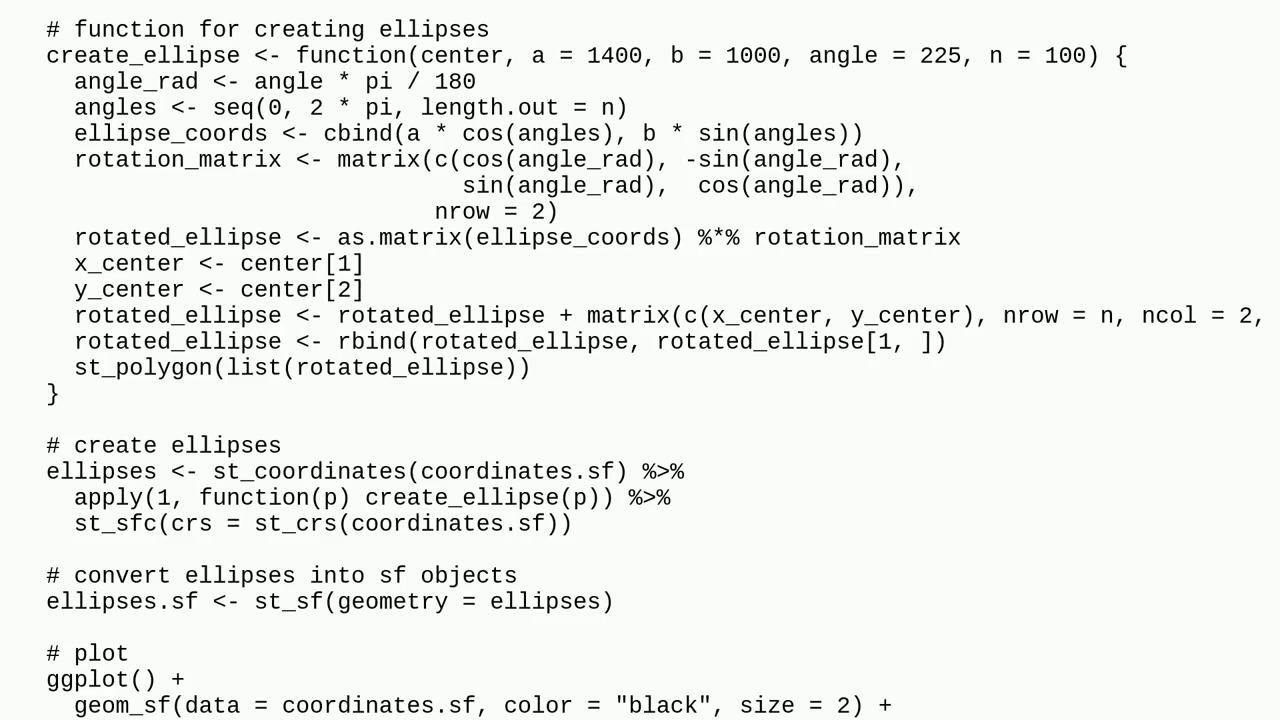 # function for creating ellipses
create_ellipse <- function(center, a = 1400, b = 1000, angle = 225, n = 100) {
  angle_rad <- angle * pi / 180
  angles <- seq(0, 2 * pi, length.out = n)
  ellipse_coords <- cbind(a * cos(angles), b * sin(angles))
  rotation_matrix <- matrix(c(cos(angle_rad), -sin(angle_rad),
                              sin(angle_rad),  cos(angle_rad)),
                            nrow = 2)
  rotated_ellipse <- as.matrix(ellipse_coords) %*% rotation_matrix
  x_center <- center[1]
  y_center <- center[2]
  rotated_ellipse <- rotated_ellipse + matrix(c(x_center, y_center), nrow = n, ncol = 2,
  rotated_ellipse <- rbind(rotated_ellipse, rotated_ellipse[1, ])
  st_polygon(list(rotated_ellipse))
}

# create ellipses
ellipses <- st_coordinates(coordinates.sf) %>%
  apply(1, function(p) create_ellipse(p)) %>%
  st_sfc(crs = st_crs(coordinates.sf))

# convert ellipses into sf objects
ellipses.sf <- st_sf(geometry = ellipses)

# plot
ggplot() +
  geom_sf(data = coordinates.sf, color = "black", size = 2) +